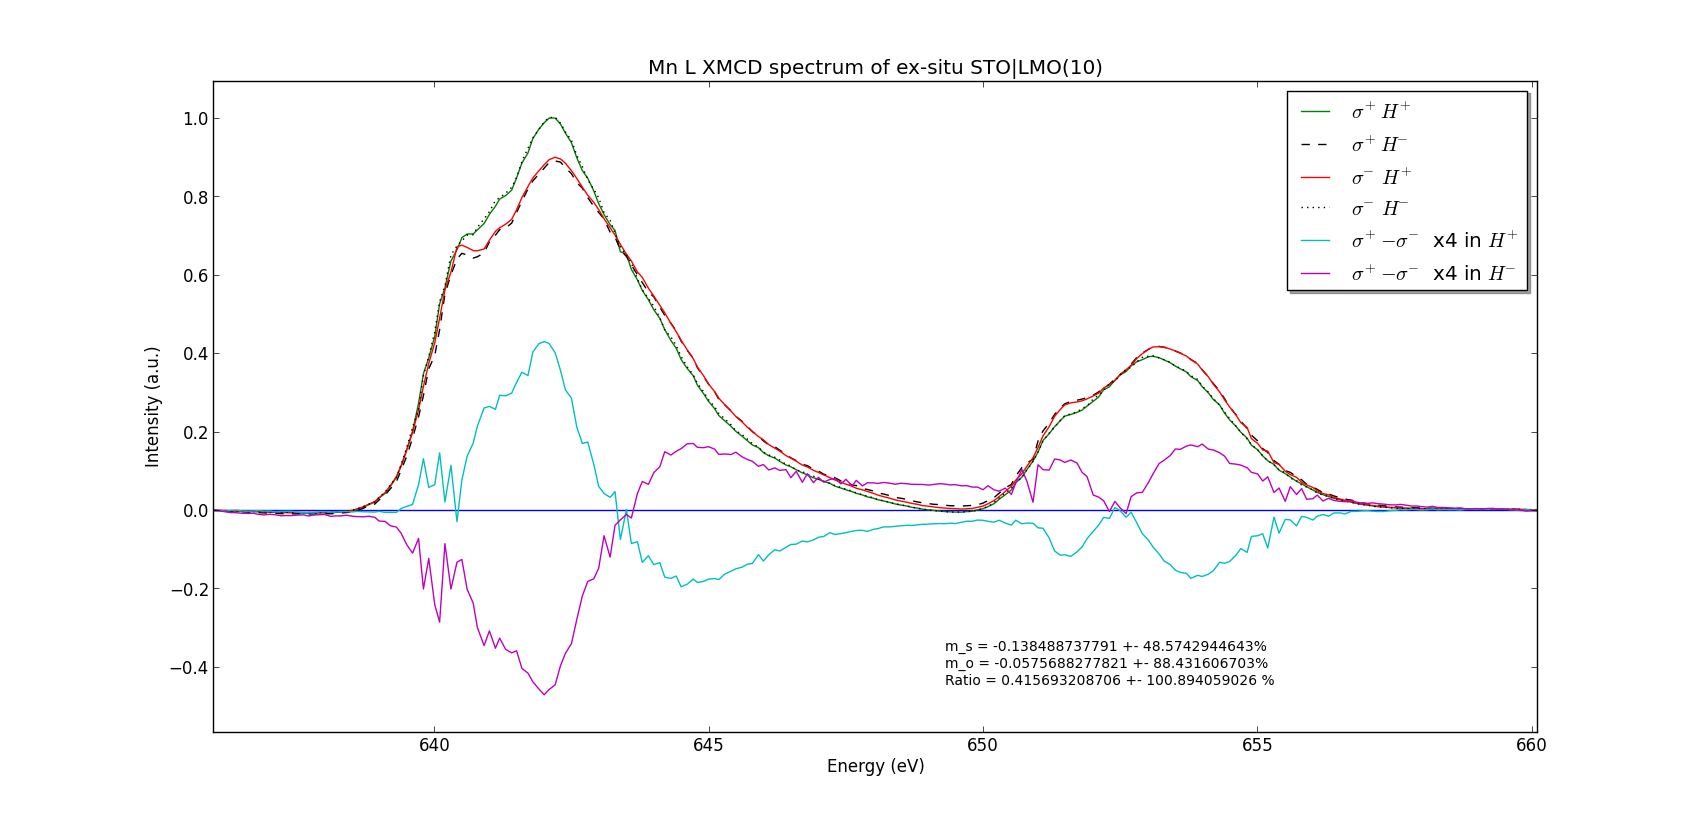 Mn L XMCD spectrum of ex-situ STO|LMO(10)
σ⁺ H⁺
σ⁺ H⁻
σ⁻ H⁺
σ⁻ H⁻
σ⁺ −σ⁻ x4 in H⁺
σ⁺ −σ⁻ x4 in H⁻
1.0
0.8
0.6
0.4
0.2
0.0
−0.2
−0.4
Intensity (a.u.)
m_s = -0.138488737791 +- 48.5742944643%
m_o = -0.0575688277821 +- 88.431606703%
Ratio = 0.415693208706 +- 100.894059026 %
640 645 650 655 660
Energy (eV)